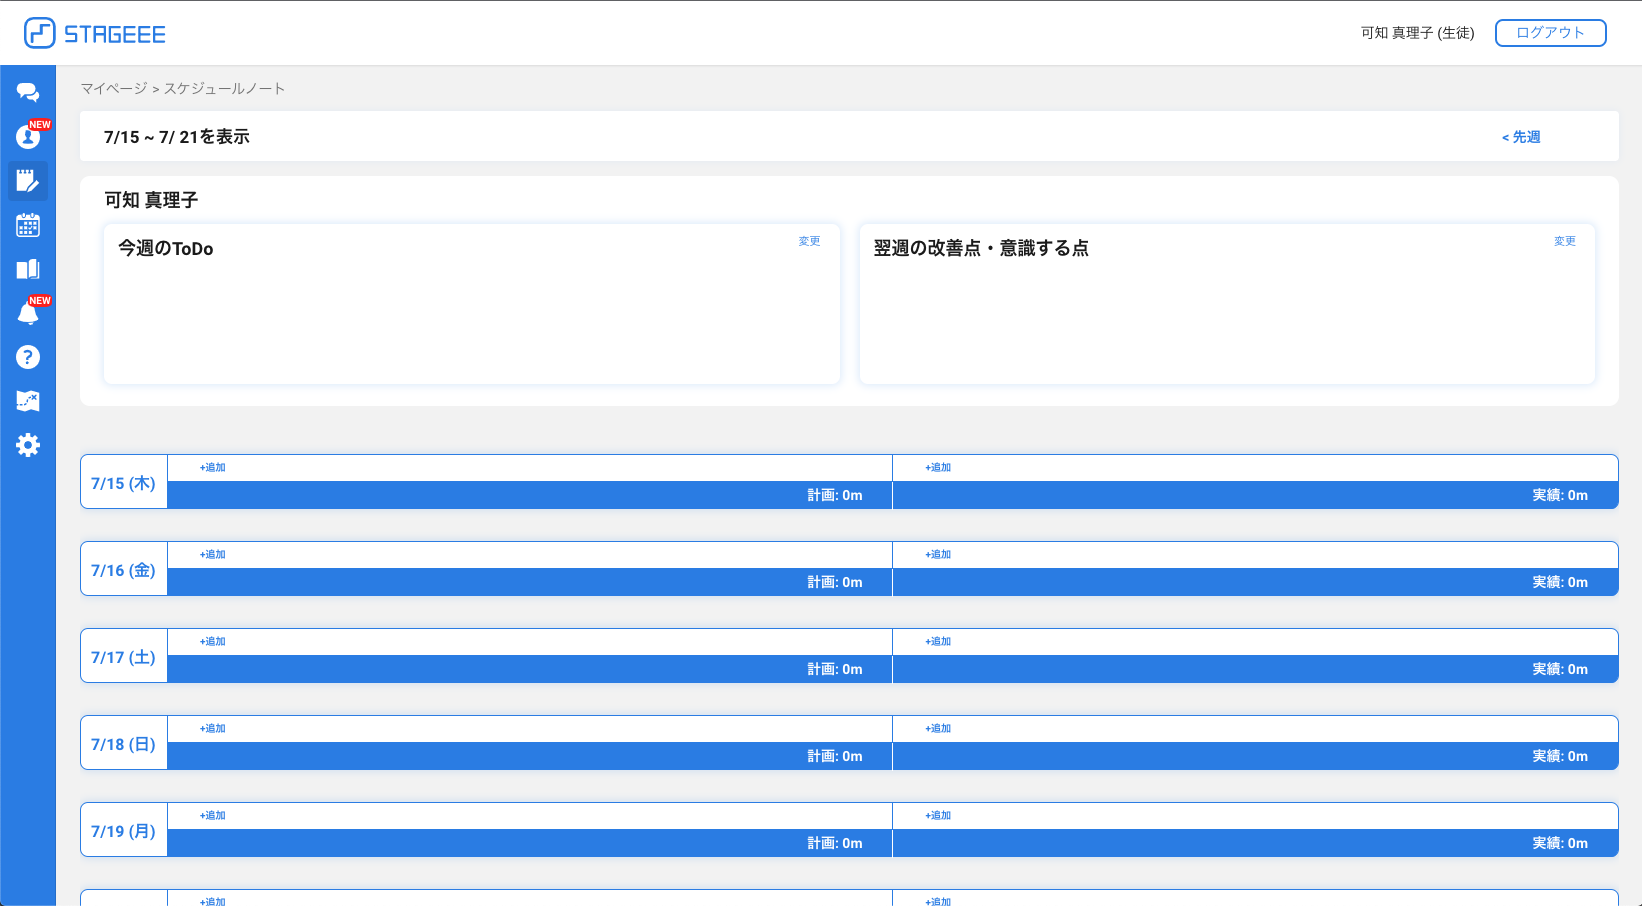 STAGEEE
可知 真理子 (生徒)
ログアウト
マイページ > スケジュールノート
NEW
7/15 ~ 7/ 21を表示
< 先週
可知 真理子
今週のToDo
変更
翌週の改善点・意識する点
変更
NEW
?
+追加
+追加
7/15 (木)
計画: 0m
実績: 0m
+追加
+追加
7/16 (金)
計画: 0m
実績: 0m
+追加
+追加
7/17 (土)
計画: 0m
実績: 0m
+追加
+追加
7/18 (日)
計画: 0m
実績: 0m
+追加
+追加
7/19 (月)
計画: 0m
実績: 0m
+追加
+追加